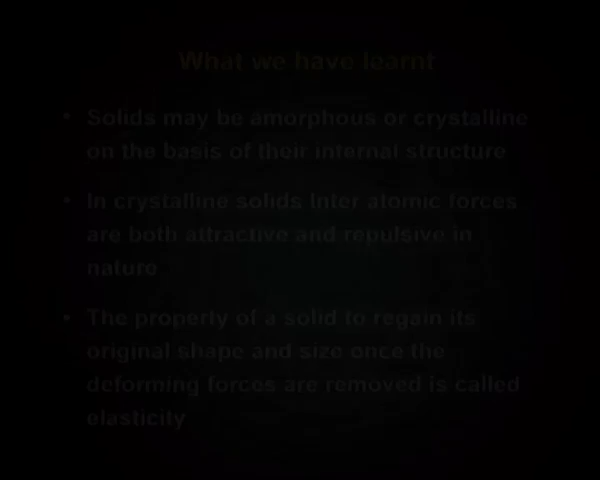 What we have learnt
• Solids may be amorphous or crystalline
on the basis of their internal structure
• In crystalline solids Inter atomic forces
are both attractive and repulsive in
nature
• The property of a solid to regain its
original shape and size once the
deforming forces are removed is called
elasticity